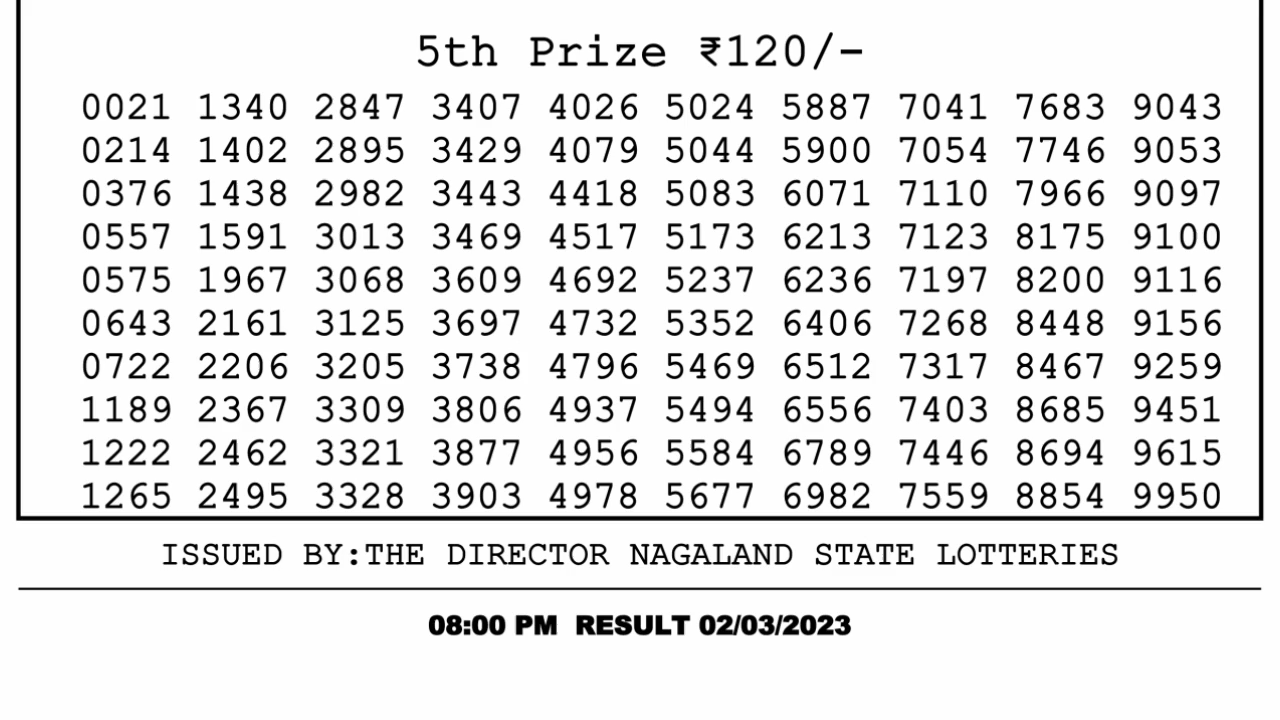 5th Prize ₹120/-
0021 1340 2847 3407 4026 5024 5887 7041 7683 9043
0214 1402 2895 3429 4079 5044 5900 7054 7746 9053
0376 1438 2982 3443 4418 5083 6071 7110 7966 9097
0557 1591 3013 3469 4517 5173 6213 7123 8175 9100
0575 1967 3068 3609 4692 5237 6236 7197 8200 9116
0643 2161 3125 3697 4732 5352 6406 7268 8448 9156
0722 2206 3205 3738 4796 5469 6512 7317 8467 9259
1189 2367 3309 3806 4937 5494 6556 7403 8685 9451
1222 2462 3321 3877 4956 5584 6789 7446 8694 9615
1265 2495 3328 3903 4978 5677 6982 7559 8854 9950
ISSUED BY:THE DIRECTOR NAGALAND STATE LOTTERIES
08:00 PM RESULT 02/03/2023